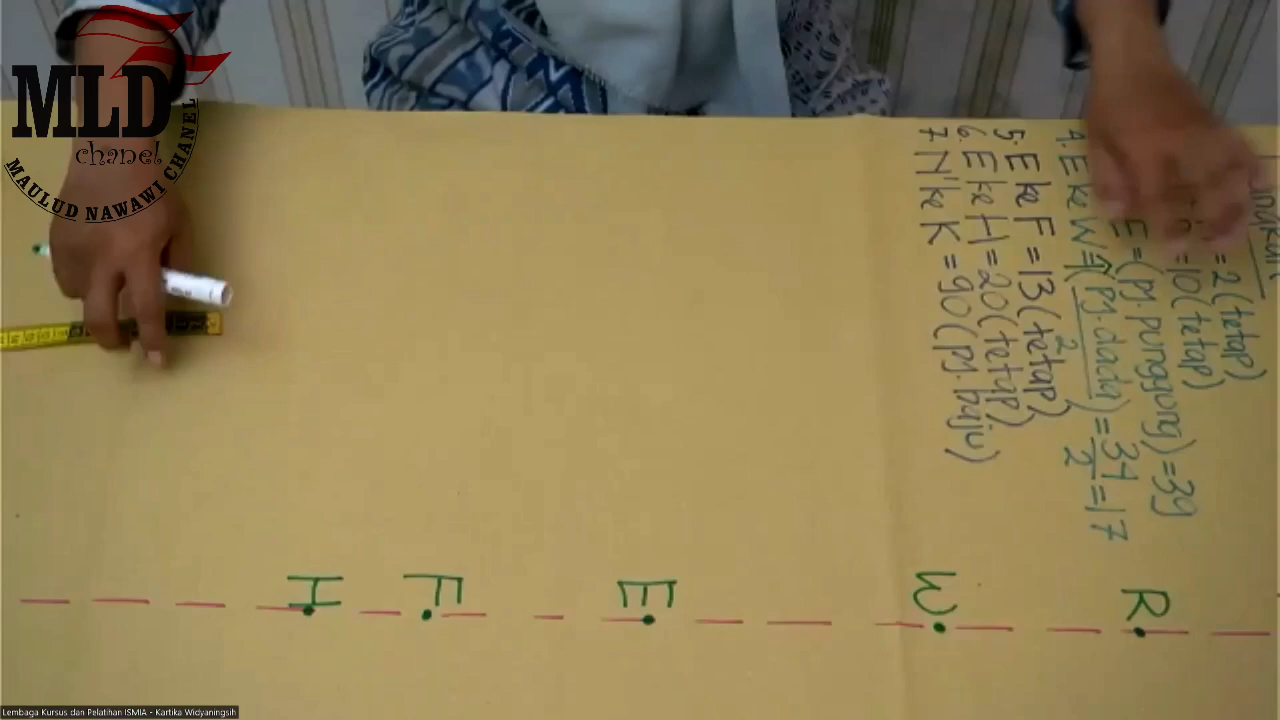 MLD
chanel
MAULUD NAWAWI CHANEL
= 2 (tetap)
= 10 (tetap)
E = (pj. punggung) = 39
4. E ke W = (pj. dada) = 34 = 17
2 2
5. E ke F = 13 (tetap)
6. E ke H = 20 (tetap)
7. N' ke K = 90 (pj. baju)
R
W
E
F
H
Lembaga Kursus dan Pelatihan ISMIA - Kartika Widyaningsih